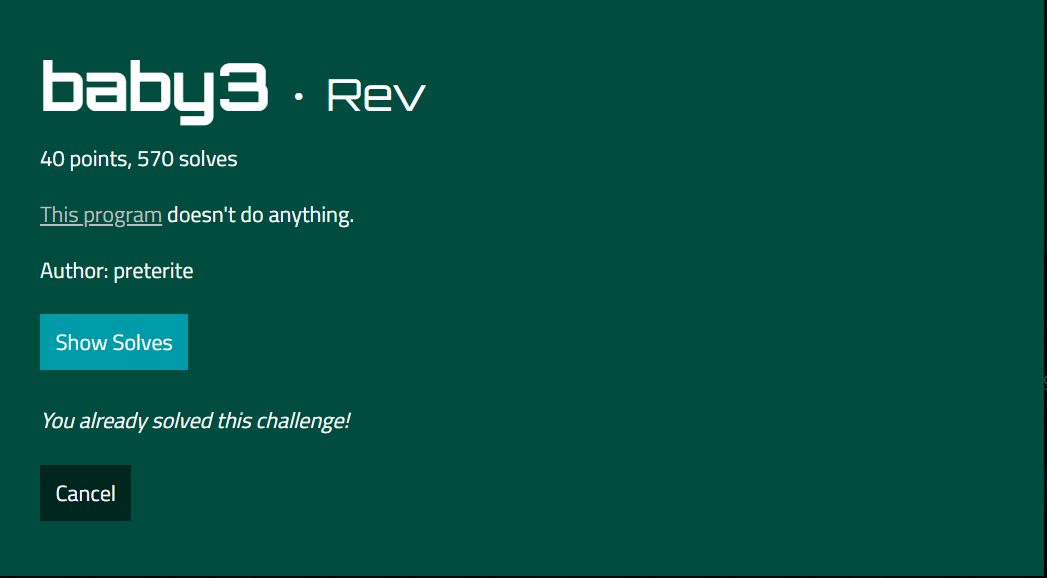 baby3 · Rev
40 points, 570 solves
This program doesn't do anything.
Author: preterite
Show Solves
You already solved this challenge!
Cancel